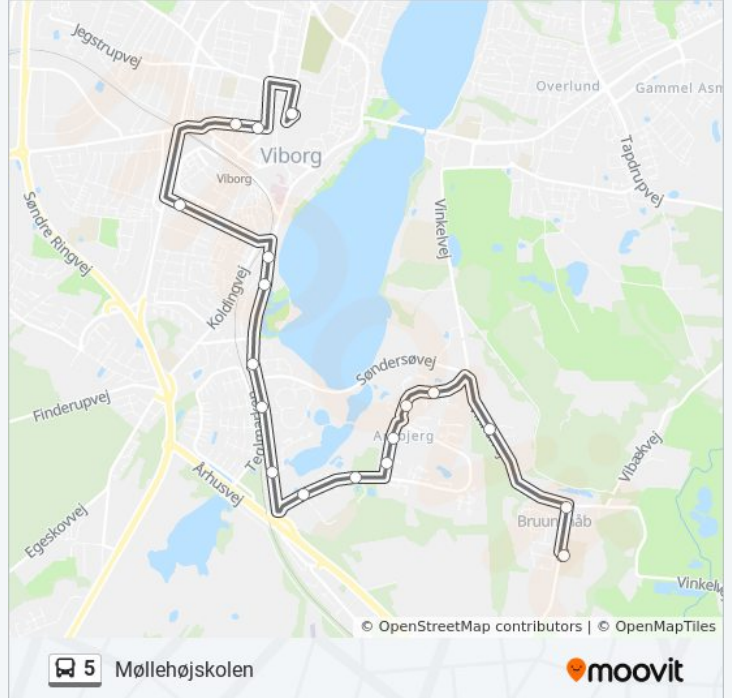 Jegstrupvej
Overlund
Gammel Asm
Tapdrupvej
Viborg
Viborg
Søndre Ringvej
Vinkelvej
Koldingvej
Søndersøvej
Finderupvej
Århusvej
Vibækvej
Egeskovvej
Vinkelv
© OpenStreetMap contributors | © OpenMapTiles
5 Møllehøjskolen
moovit